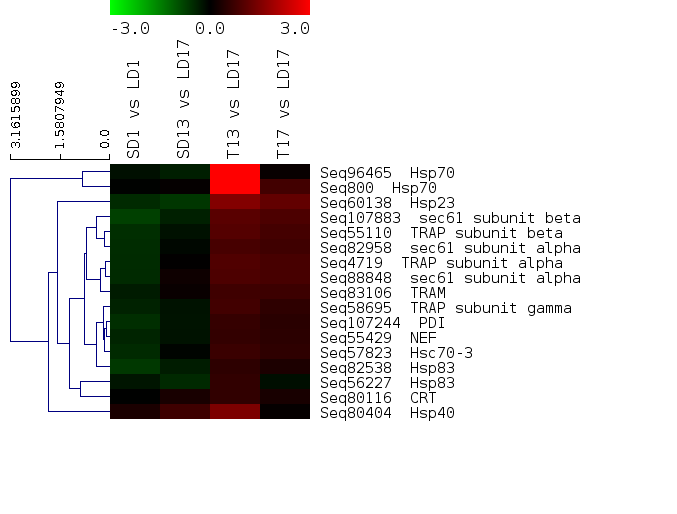 -3.0 0.0 3.0
3.1615899
1.5807949
0.0
SD1 vs LD1
SD13 vs LD17
T13 vs LD17
T17 vs LD17
Seq96465 Hsp70
Seq800 Hsp70
Seq60138 Hsp23
Seq107883 sec61 subunit beta
Seq55110 TRAP subunit beta
Seq82958 sec61 subunit alpha
Seq4719 TRAP subunit alpha
Seq88848 sec61 subunit alpha
Seq83106 TRAM
Seq58695 TRAP subunit gamma
Seq107244 PDI
Seq55429 NEF
Seq57823 Hsc70-3
Seq82538 Hsp83
Seq56227 Hsp83
Seq80116 CRT
Seq80404 Hsp40